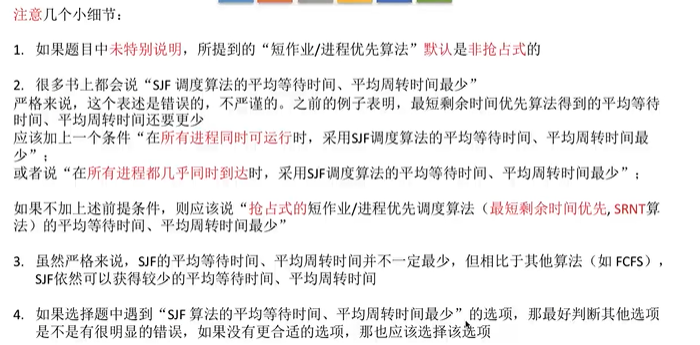 注意几个小细节：
1. 如果题目中未特别说明，所提到的“短作业/进程优先算法”默认是非抢占式的
2. 很多书上都会说“SJF 调度算法的平均等待时间、平均周转时间最少”
严格来说，这个表述是错误的，不严谨的。之前的例子表明，最短剩余时间优先算法得到的平均等待
时间、平均周转时间还要更少
应该加上一个条件“在所有进程同时可运行时，采用SJF调度算法的平均等待时间、平均周转时间最
少”；
或者说“在所有进程都几乎同时到达时，采用SJF调度算法的平均等待时间、平均周转时间最少”；
如果不加上述前提条件，则应该说“抢占式的短作业/进程优先调度算法（最短剩余时间优先, SRNT算
法）的平均等待时间、平均周转时间最少”
3. 虽然严格来说，SJF的平均等待时间、平均周转时间并不一定最少，但相比于其他算法（如 FCFS），
SJF依然可以获得较少的平均等待时间、平均周转时间
4. 如果选择题中遇到“SJF 算法的平均等待时间、平均周转时间最少”的选项，那最好判断其他选项
是不是有很明显的错误，如果没有更合适的选项，那也应该选择该选项